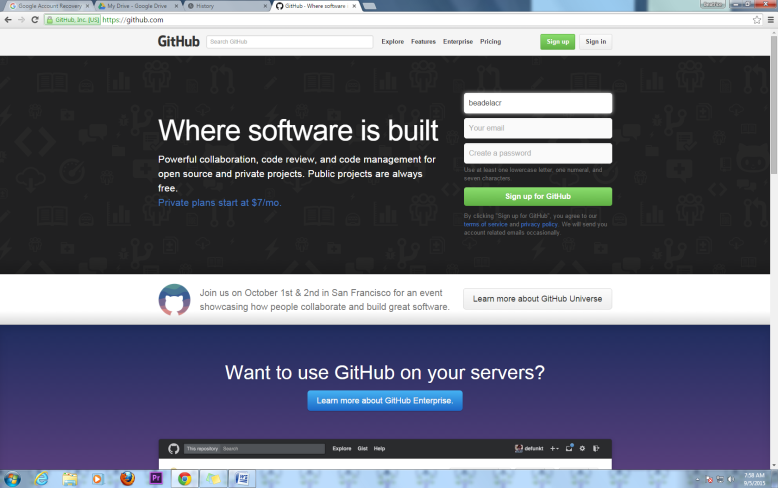 Google Account Recovery
My Drive - Google Drive
History
GitHub · Where software
GitHub, Inc. [US] https://github.com
GitHub
Search GitHub
Explore Features Enterprise Pricing
Sign up
Sign in
Where software is built
Powerful collaboration, code review, and code management for
open source and private projects. Public projects are always
free.
Private plans start at $7/mo.
beadelacr
Your email
Create a password
Use at least one lowercase letter, one numeral, and
seven characters.
Sign up for GitHub
By clicking "Sign up for GitHub", you agree to our
terms of service and privacy policy. We will send you
account related emails occasionally.
Join us on October 1st & 2nd in San Francisco for an event
showcasing how people collaborate and build great software.
Learn more about GitHub Universe
Want to use GitHub on your servers?
Learn more about GitHub Enterprise.
This repository Search
Explore Gist Help
defunkt
Pr
7:58 AM
9/5/2015